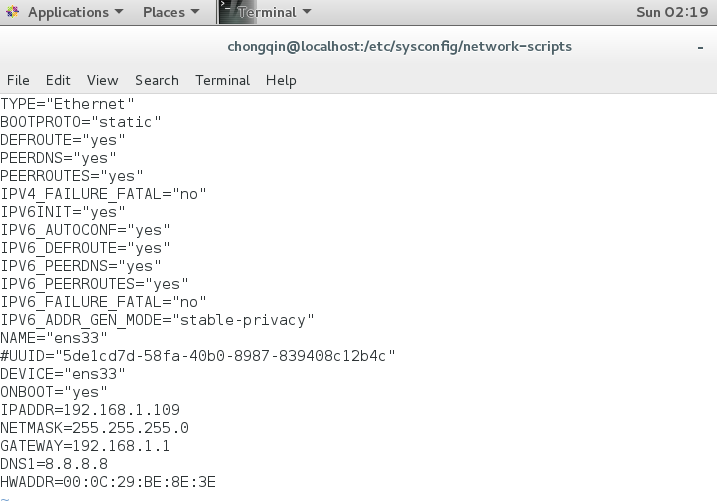 Applications Places Terminal Sun 02:19
chongqin@localhost:/etc/sysconfig/network-scripts
File Edit View Search Terminal Help
TYPE="Ethernet"
BOOTPROTO="static"
DEFROUTE="yes"
PEERDNS="yes"
PEERROUTES="yes"
IPV4_FAILURE_FATAL="no"
IPV6INIT="yes"
IPV6_AUTOCONF="yes"
IPV6_DEFROUTE="yes"
IPV6_PEERDNS="yes"
IPV6_PEERROUTES="yes"
IPV6_FAILURE_FATAL="no"
IPV6_ADDR_GEN_MODE="stable-privacy"
NAME="ens33"
#UUID="5de1cd7d-58fa-40b0-8987-839408c12b4c"
DEVICE="ens33"
ONBOOT="yes"
IPADDR=192.168.1.109
NETMASK=255.255.255.0
GATEWAY=192.168.1.1
DNS1=8.8.8.8
HWADDR=00:0C:29:BE:8E:3E
~